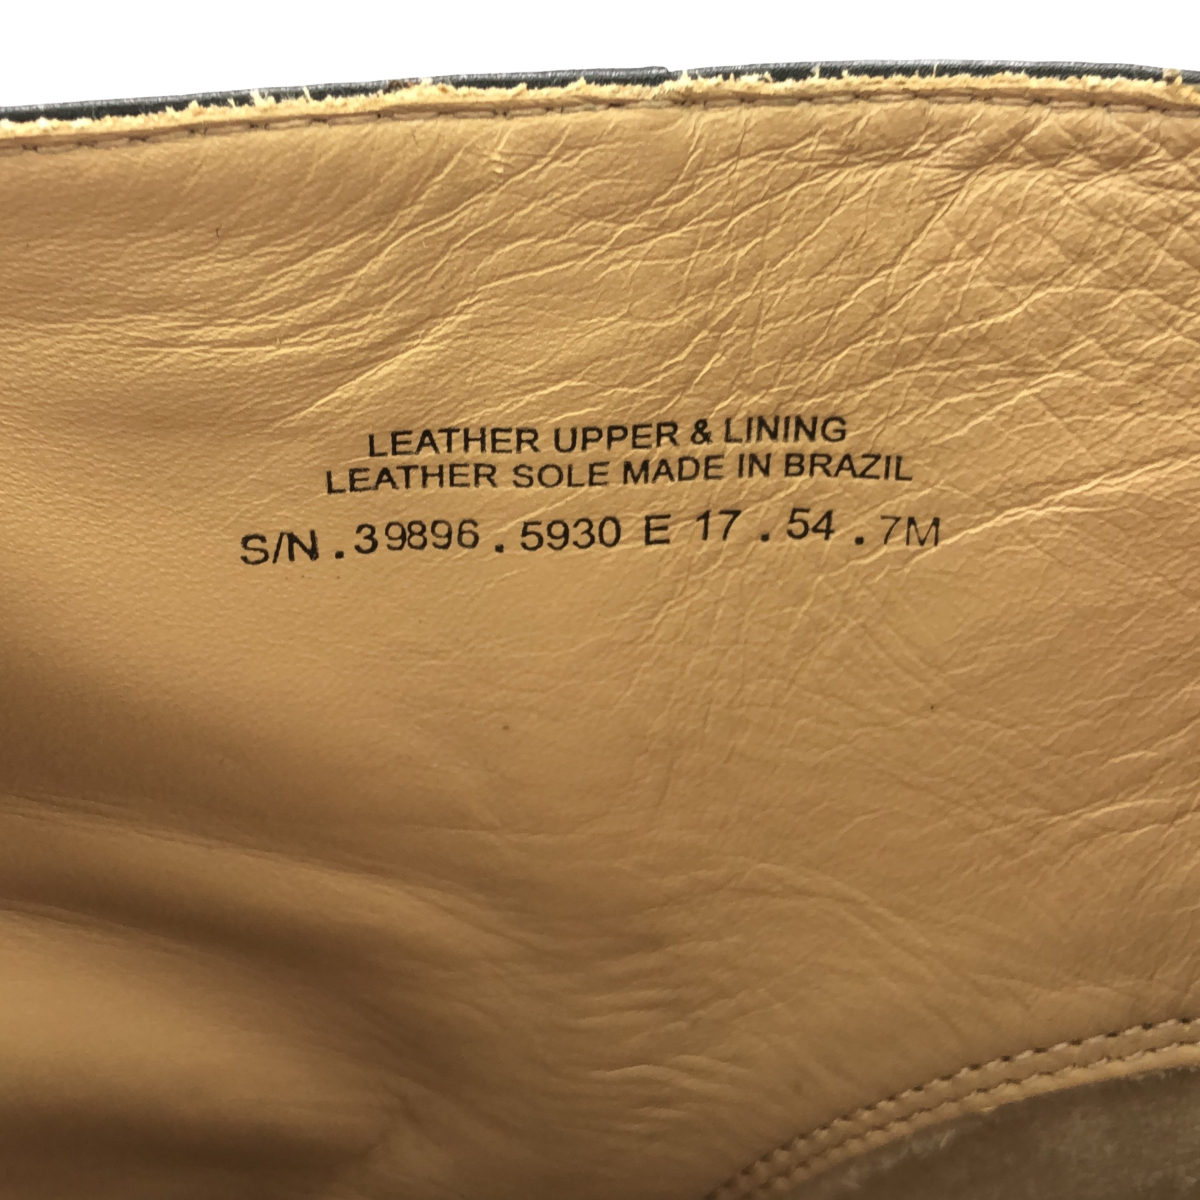 LEATHER UPPER & LINING
LEATHER SOLE MADE IN BRAZIL
S/N . 39896 . 5930 E 17 . 54 . 7M